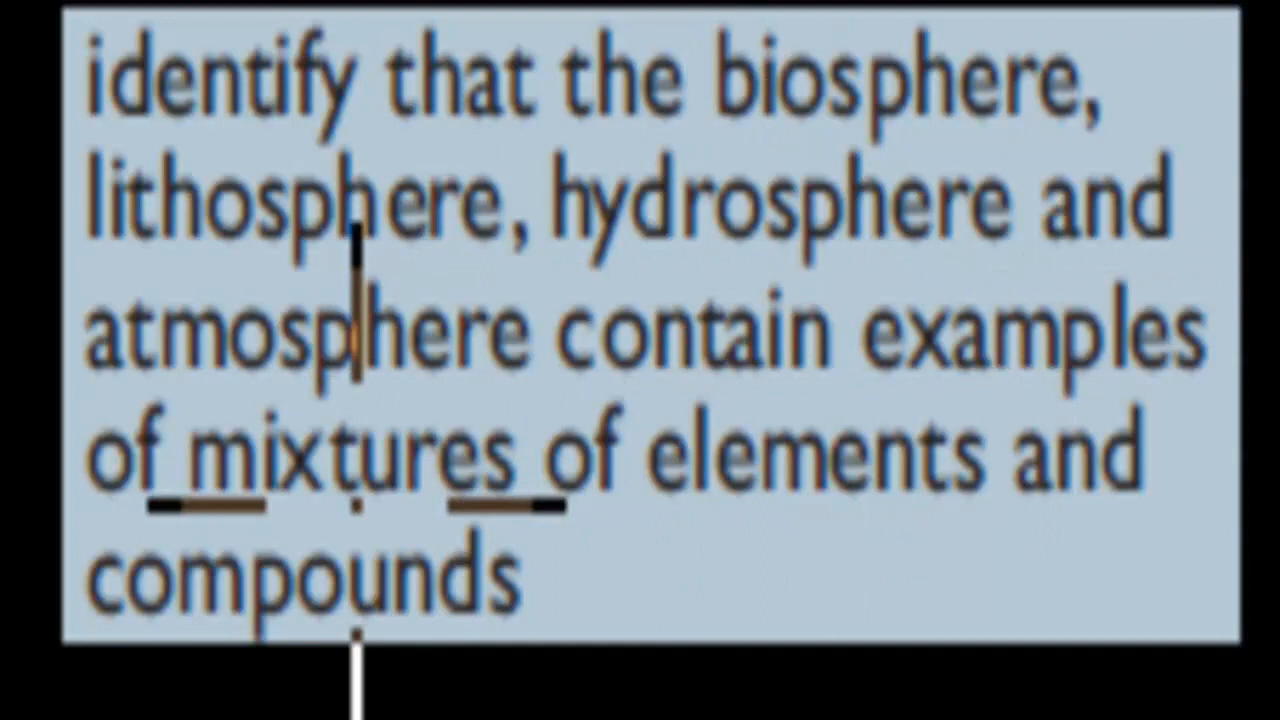 identify that the biosphere,
lithosphere, hydrosphere and
atmosphere contain examples
of mixtures of elements and
compounds